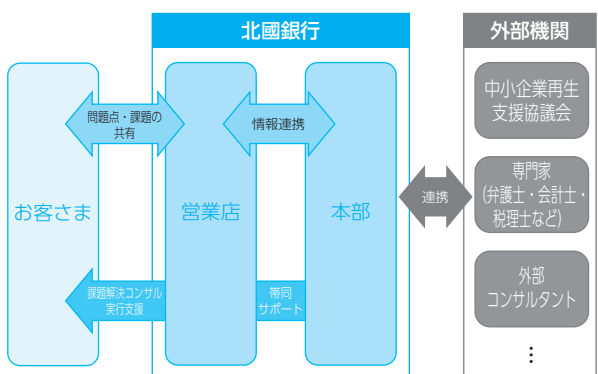 北國銀行
外部機関
お客さま
問題点・課題の
共有
営業店
情報連携
本部
連携
課題解決コンサル
実行支援
帯同
サポート
中小企業再生
支援協議会
専門家
(弁護士・会計士・
税理士など)
外部
コンサルタント
⋮